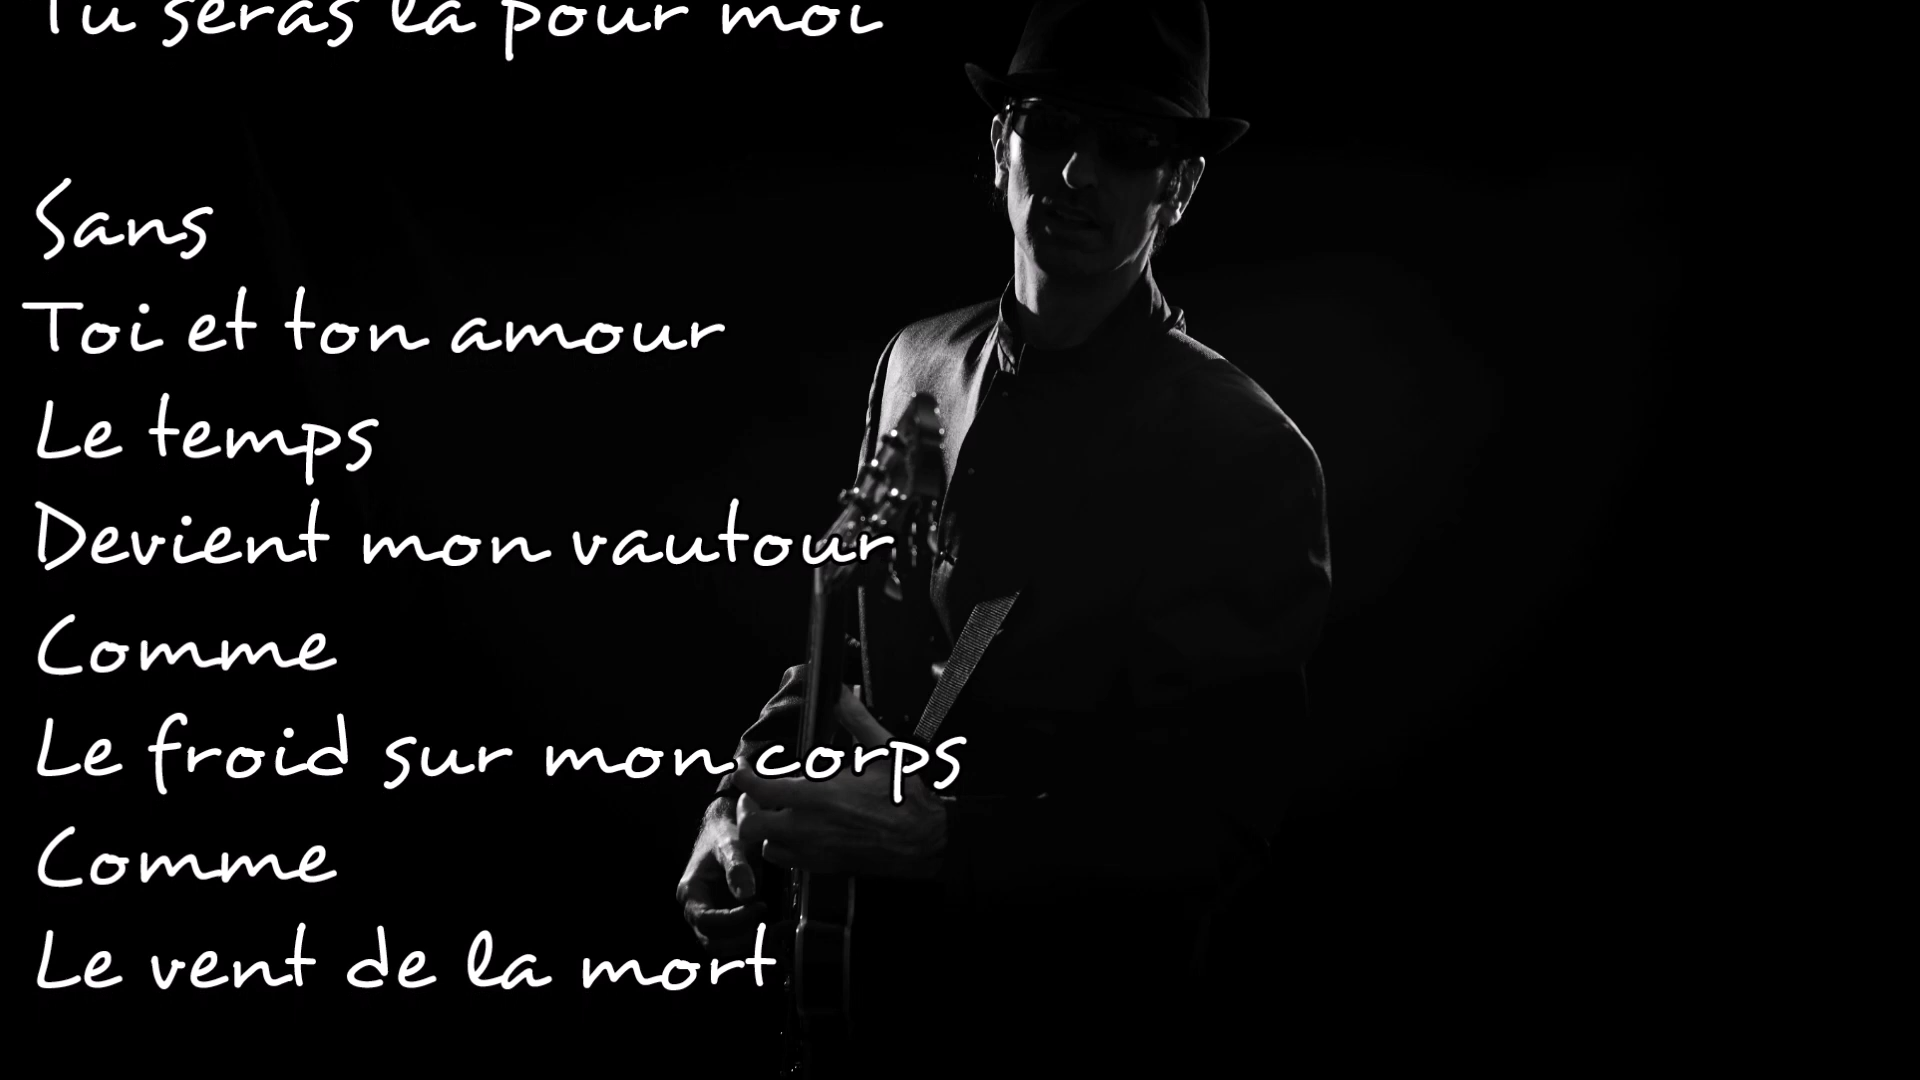 Tu seras là pour moi
Sans
Toi et ton amour
Le temps
Devient mon vautour
Comme
Le froid sur mon corps
Comme
Le vent de la mort